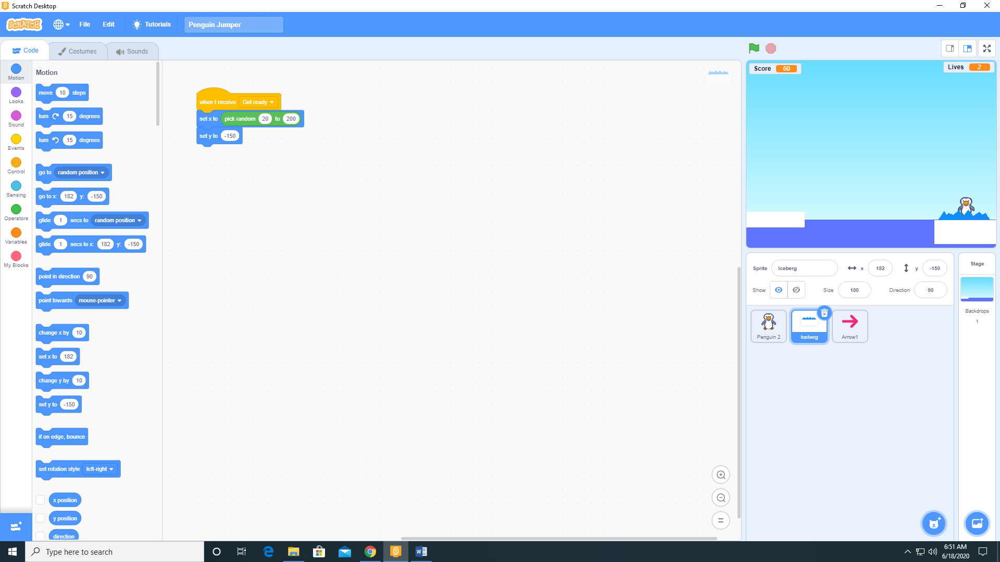 Scratch Desktop
SCRATCH File Edit Tutorials Penguin Jumper
Code Costumes Sounds
Motion
Looks
Sound
Events
Control
Sensing
Operators
Variables
My Blocks
Motion
move 10 steps
turn 15 degrees
turn 15 degrees
go to random position
go to x: 182 y: -150
glide 1 secs to random position
glide 1 secs to x: 182 y: -150
point in direction 90
point towards mouse-pointer
change x by 10
set x to 182
change y by 10
set y to -150
if on edge, bounce
set rotation style left-right
x position
y position
direction
when I receive Get ready
set x to pick random 20 to 200
set y to -150
Score 60
Lives 2
Sprite Iceberg x 182 y -150
Show Size 100 Direction 90
Penguin 2
Iceberg
Arrow1
Stage
Backdrops
1
Type here to search
6:51 AM
6/18/2020